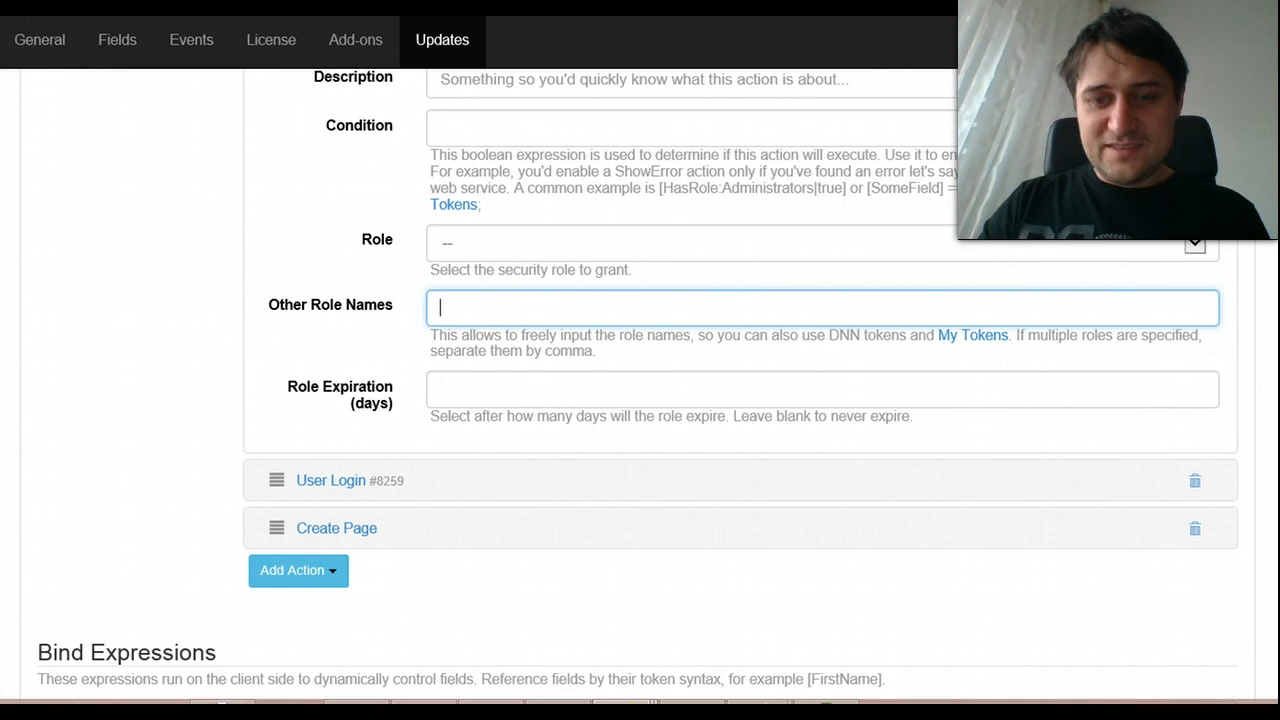 General Fields Events License Add-ons Updates
Description
Something so you'd quickly know what this action is about...
Condition
This boolean expression is used to determine if this action will execute. Use it to en
For example, you'd enable a ShowError action only if you've found an error let's say
web service. A common example is [HasRole:Administrators|true] or [SomeField] =
Tokens;
Role
--
Select the security role to grant.
Other Role Names
This allows to freely input the role names, so you can also use DNN tokens and My Tokens. If multiple roles are specified,
separate them by comma.
Role Expiration
(days)
Select after how many days will the role expire. Leave blank to never expire.
User Login #8259
Create Page
Add Action
Bind Expressions
These expressions run on the client side to dynamically control fields. Reference fields by their token syntax, for example [FirstName].